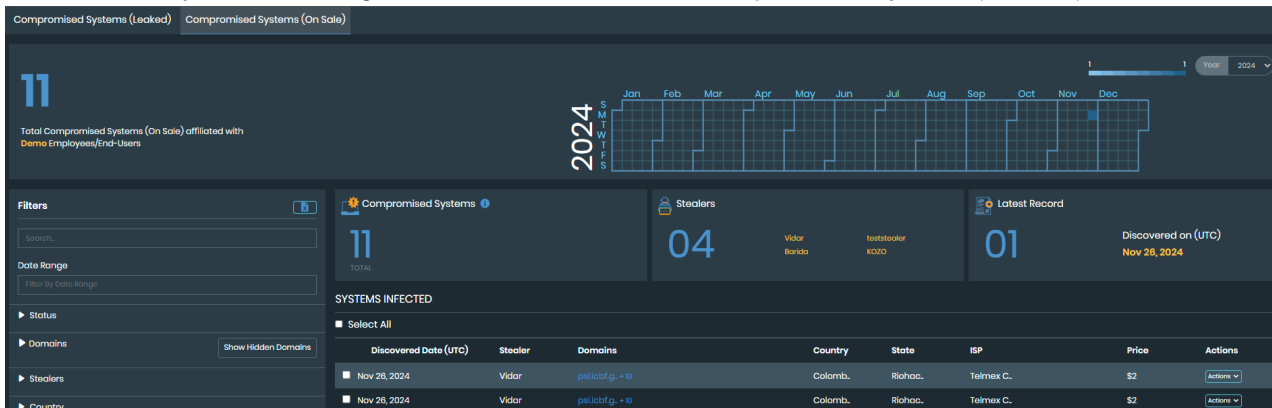 Compromised Systems (Leaked) Compromised Systems (On Sale)
1 1 Year 2024
11
Jan Feb Mar Apr May Jun Jul Aug Sep Oct Nov Dec
2024
S
M
T
W
T
F
S
Total Compromised Systems (On Sale) affiliated with
Demo Employees/End-Users
Filters
Search...
Date Range
Filter By Date Range
Status
Domains Show Hidden Domains
Stealers
Country
Compromised Systems
11
TOTAL
Stealers
04
Vidar teststealer
Barida KOZO
Latest Record
01
Discovered on (UTC)
Nov 26, 2024
SYSTEMS INFECTED
Select All
Discovered Date (UTC) Stealer Domains Country State ISP Price Actions
Nov 26, 2024 Vidar psi.icbf.g.. +10 Colomb.. Riohac.. Telmex C.. $2 Actions
Nov 26, 2024 Vidar psi.icbf.g.. +10 Colomb.. Riohac.. Telmex C.. $2 Actions